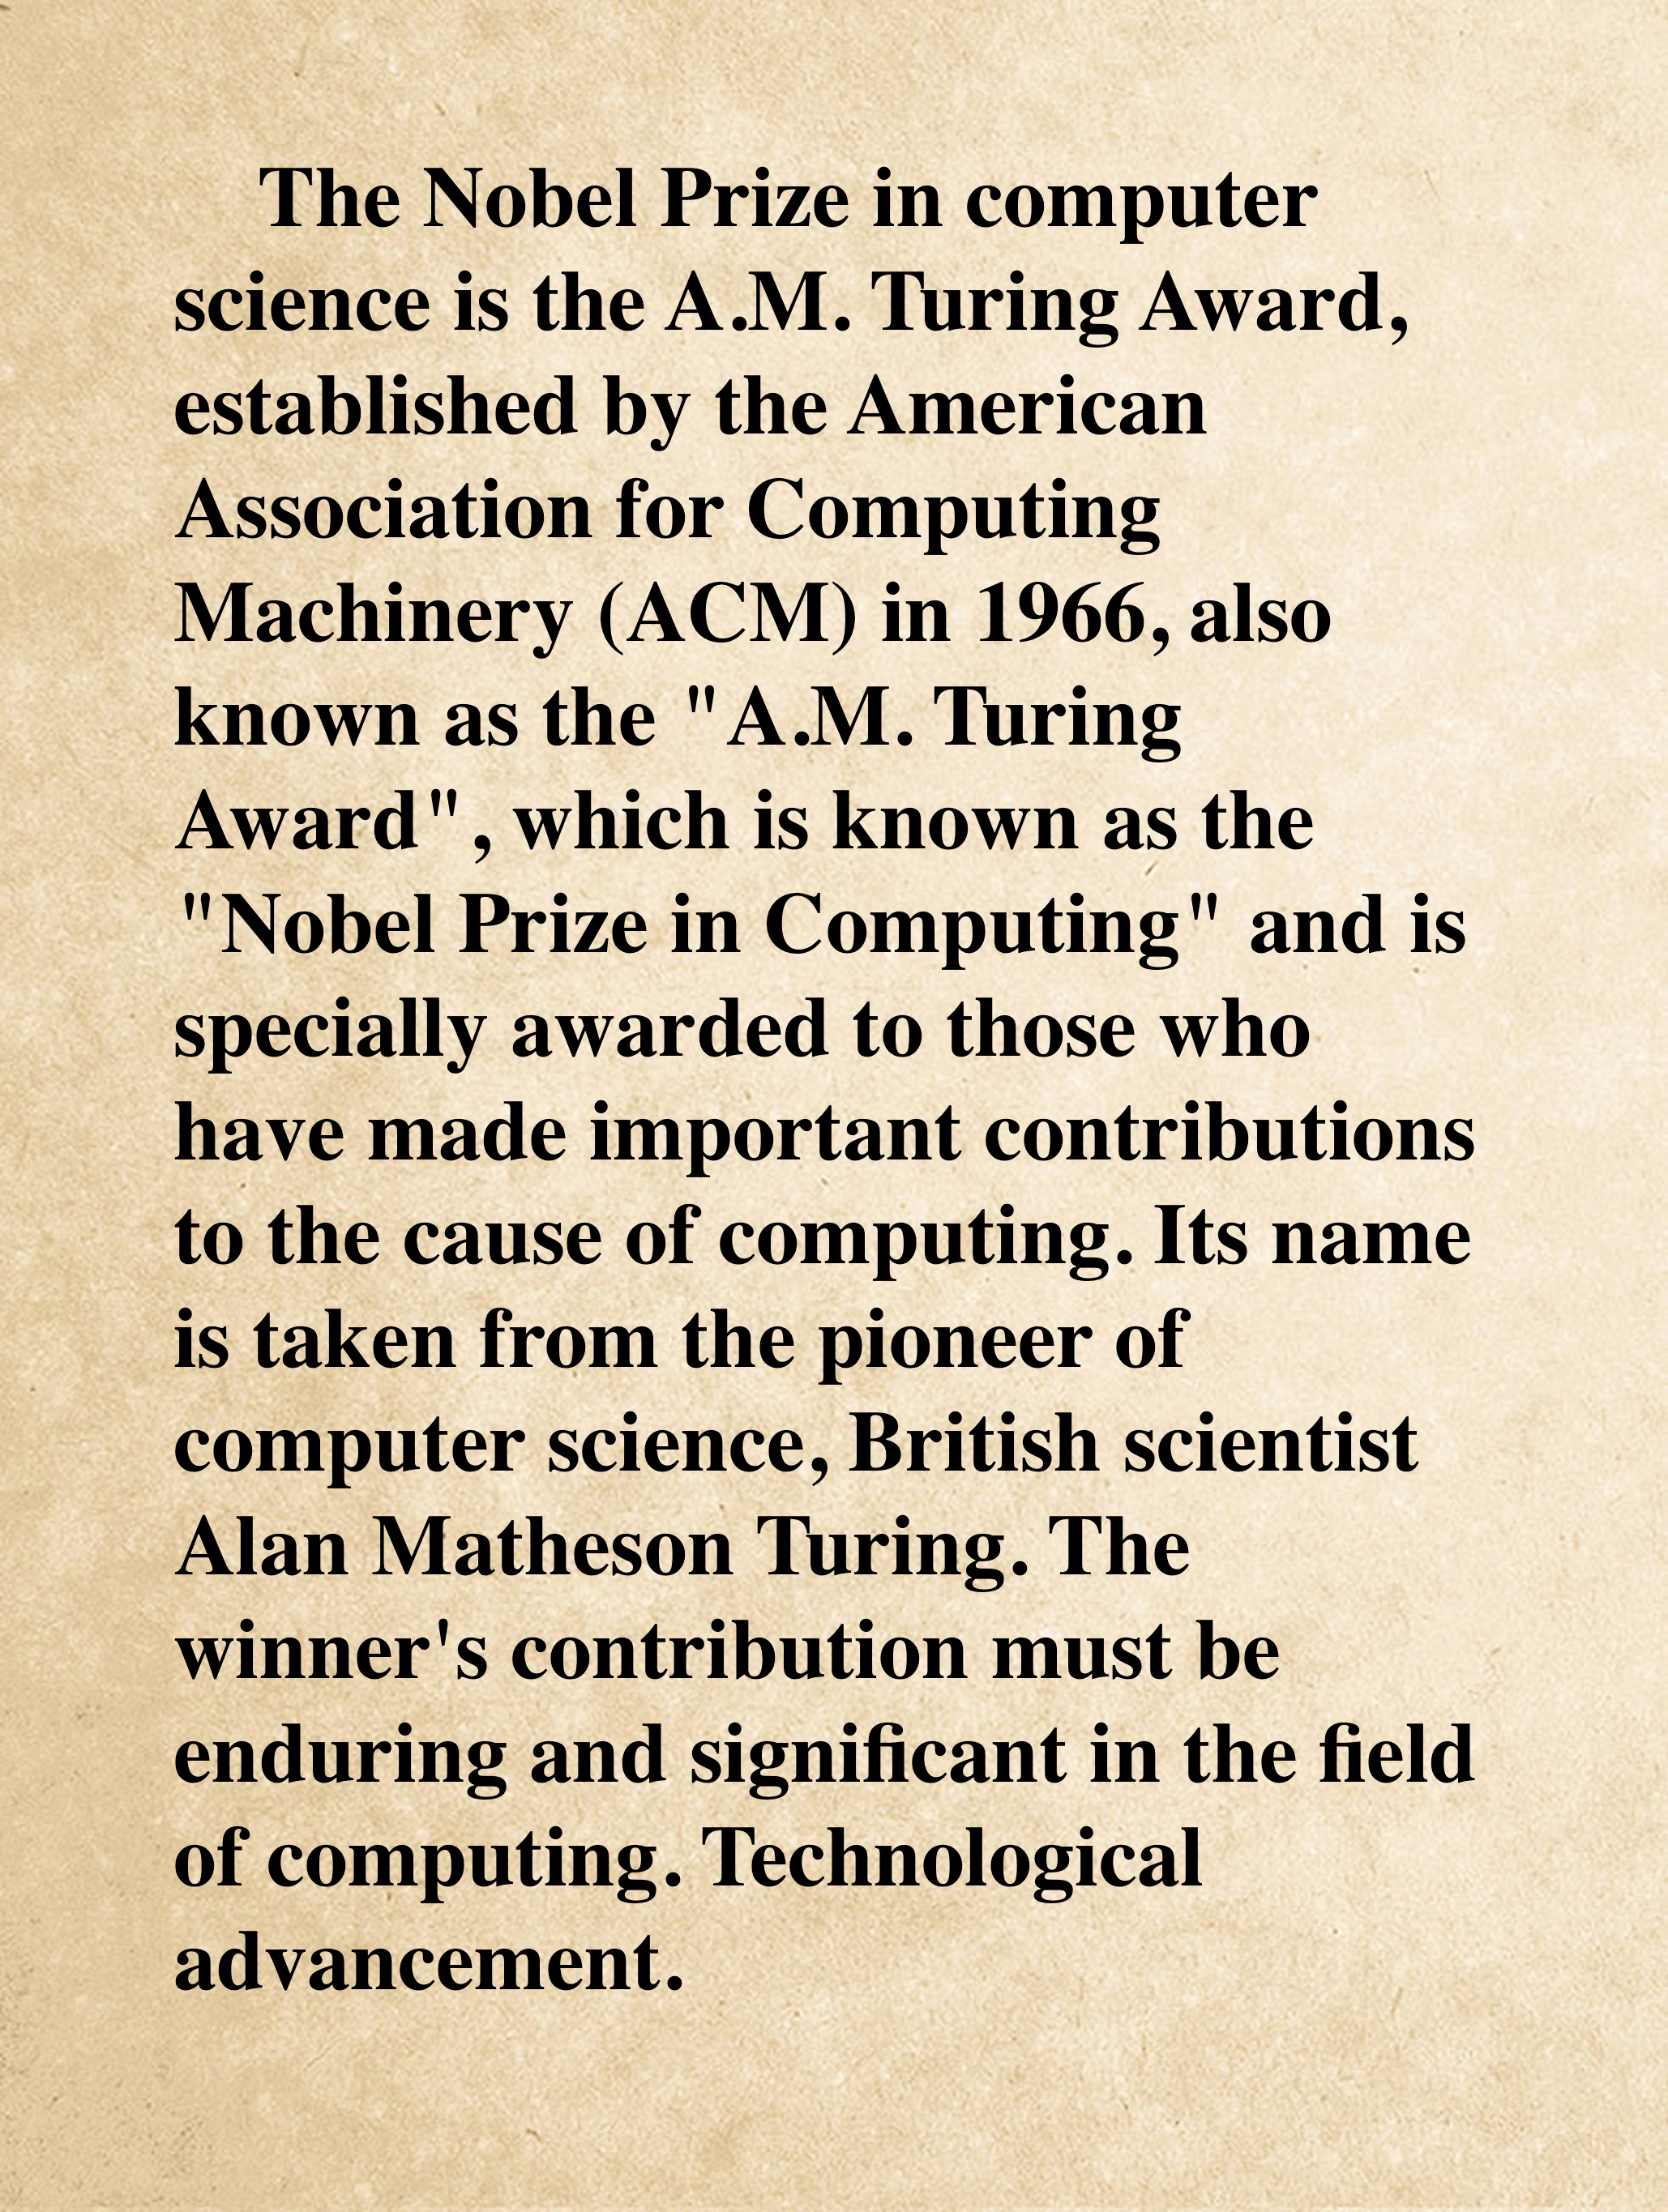 The Nobel Prize in computer
science is the A.M. Turing Award,
established by the American
Association for Computing
Machinery (ACM) in 1966, also
known as the "A.M. Turing
Award", which is known as the
"Nobel Prize in Computing" and is
specially awarded to those who
have made important contributions
to the cause of computing. Its name
is taken from the pioneer of
computer science, British scientist
Alan Matheson Turing. The
winner's contribution must be
enduring and significant in the field
of computing. Technological
advancement.